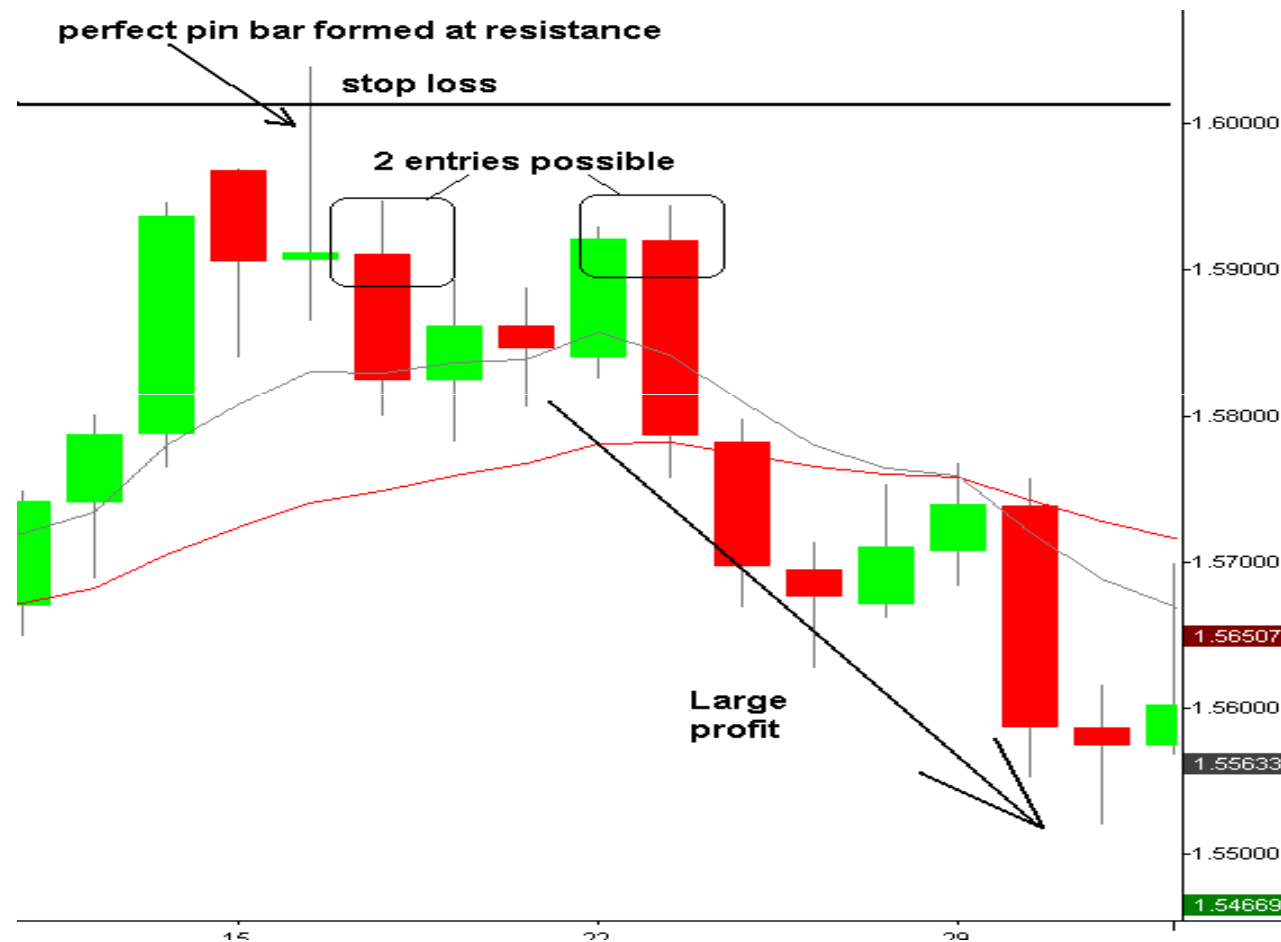 perfect pin bar formed at resistance
stop loss
1.60000
2 entries possible
1.59000
1.58000
1.57000
1.56507
Large
profit
1.56000
1.55633
1.55000
1.54669
15
22
29